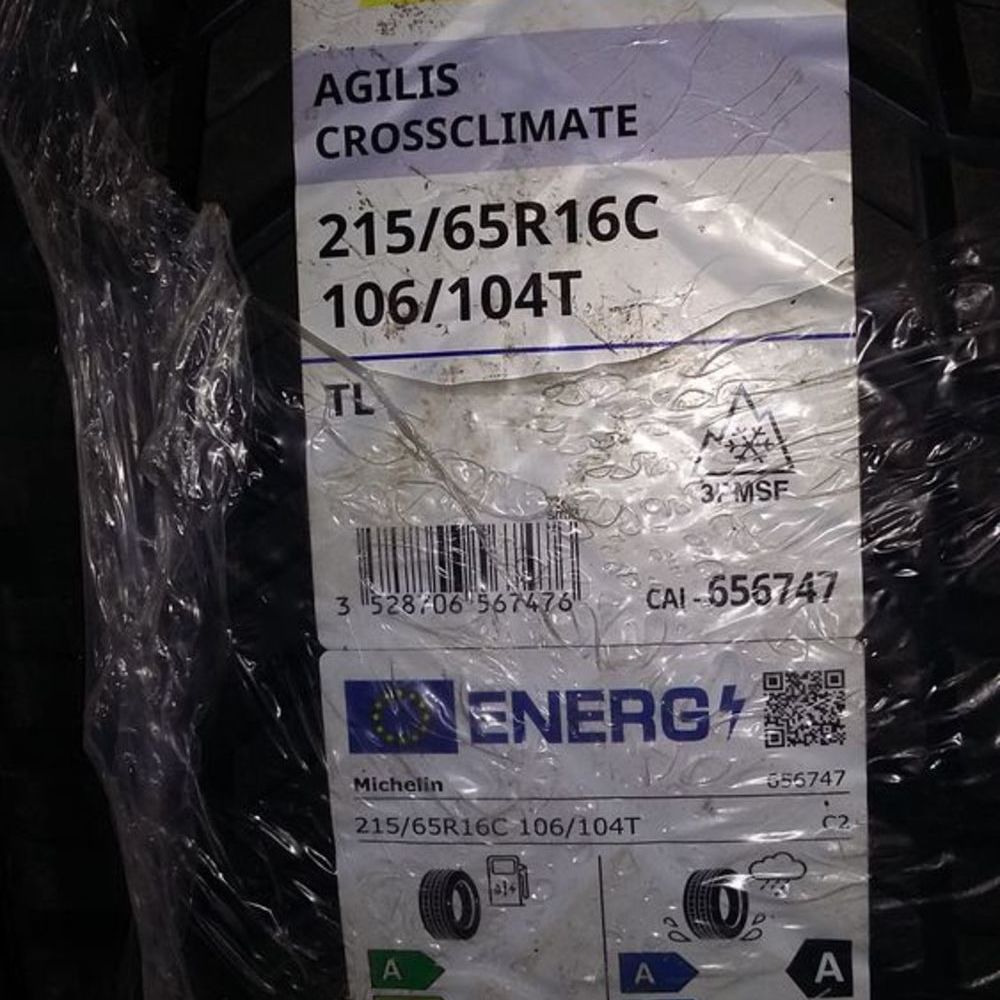 AGILIS
CROSSCLIMATE
215/65R16C
106/104T
TL
3PMSF
3 528706 567476
CAI - 656747
ENERG
Michelin 656747
215/65R16C 106/104T C2
A A A